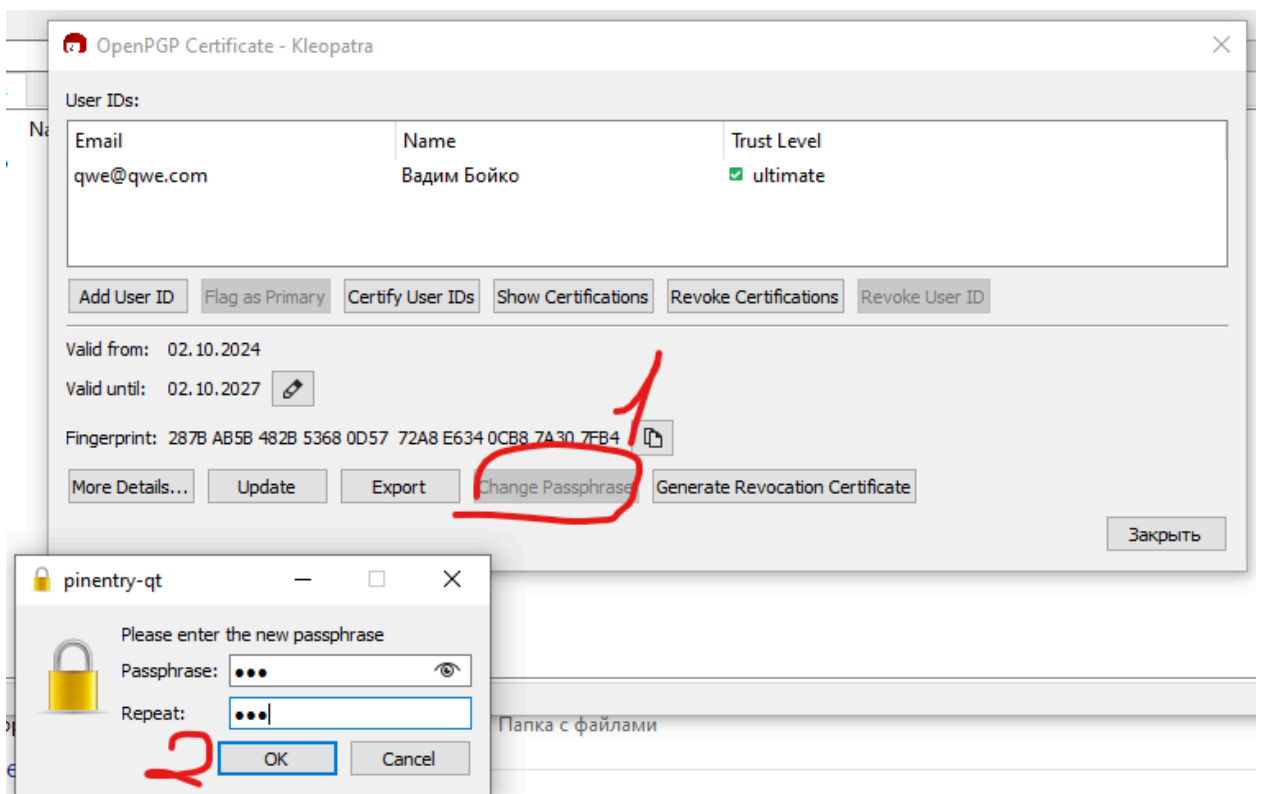 OpenPGP Certificate - Kleopatra
User IDs:
Email Name Trust Level
qwe@qwe.com Вадим Бойко ultimate
Add User ID Flag as Primary Certify User IDs Show Certifications Revoke Certifications Revoke User ID
Valid from: 02.10.2024
Valid until: 02.10.2027
1
Fingerprint: 287B AB5B 482B 5368 0D57 72A8 E634 0CB8 7A30 7FB4
More Details... Update Export Change Passphrase Generate Revocation Certificate
Закрыть
pinentry-qt
Please enter the new passphrase
Passphrase: ●●●
Repeat: ●●●
Папка с файлами
2 OK Cancel